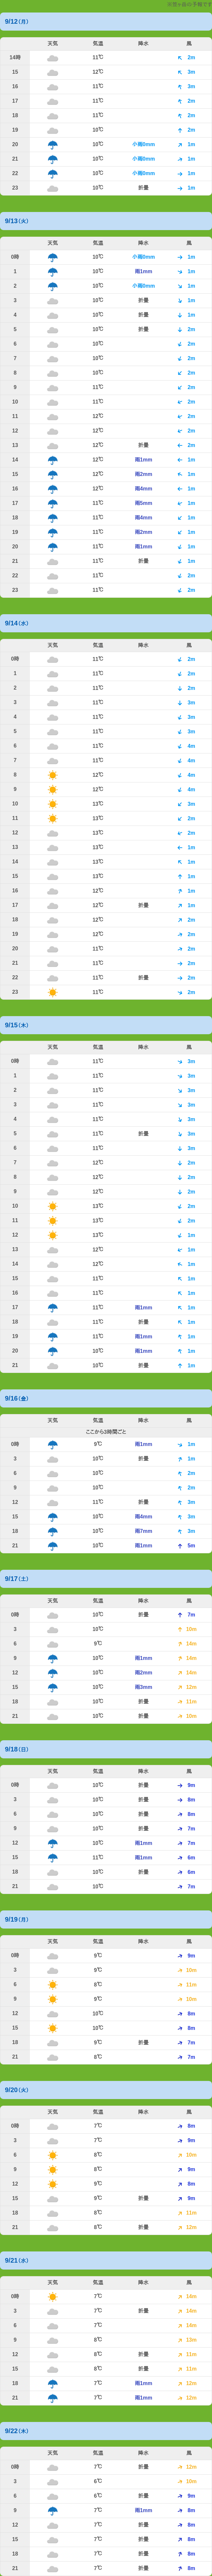 9/12(月)
天気 気温 降水 風
14時 11℃ 2m
15 12℃ 3m
16 11℃ 3m
17 11℃ 2m
18 11℃ 2m
19 10℃ 2m
20 10℃ 小雨0mm 1m
21 10℃ 小雨0mm 1m
22 10℃ 小雨0mm 1m
23 10℃ 折畳 1m
9/13(火)
天気 気温 降水 風
0時 10℃ 小雨0mm 1m
1 10℃ 雨1mm 1m
2 10℃ 小雨0mm 1m
3 10℃ 折畳 1m
4 10℃ 折畳 1m
5 10℃ 折畳 2m
6 10℃ 2m
7 10℃ 2m
8 10℃ 2m
9 11℃ 2m
10 11℃ 2m
11 12℃ 2m
12 12℃ 2m
13 12℃ 折畳 2m
14 12℃ 雨1mm 1m
15 12℃ 雨2mm 1m
16 12℃ 雨4mm 1m
17 11℃ 雨5mm 1m
18 11℃ 雨4mm 1m
19 11℃ 雨2mm 1m
20 11℃ 雨1mm 1m
21 11℃ 折畳 1m
22 11℃ 2m
23 11℃ 2m
9/14(水)
天気 気温 降水 風
0時 11℃ 2m
1 11℃ 2m
2 11℃ 2m
3 11℃ 3m
4 11℃ 3m
5 11℃ 3m
6 11℃ 4m
7 11℃ 4m
8 12℃ 4m
9 12℃ 4m
10 13℃ 3m
11 13℃ 2m
12 13℃ 2m
13 13℃ 1m
14 13℃ 1m
15 13℃ 1m
16 12℃ 1m
17 12℃ 折畳 1m
18 12℃ 2m
19 12℃ 2m
20 11℃ 2m
21 11℃ 2m
22 11℃ 折畳 2m
23 11℃ 2m
9/15(木)
天気 気温 降水 風
0時 11℃ 3m
1 11℃ 3m
2 11℃ 3m
3 11℃ 3m
4 11℃ 3m
5 11℃ 折畳 3m
6 11℃ 3m
7 12℃ 2m
8 12℃ 2m
9 12℃ 2m
10 13℃ 2m
11 13℃ 2m
12 13℃ 1m
13 12℃ 1m
14 12℃ 1m
15 11℃ 1m
16 11℃ 1m
17 11℃ 雨1mm 1m
18 11℃ 折畳 1m
19 11℃ 雨1mm 1m
20 10℃ 雨1mm 1m
21 10℃ 折畳 1m
9/16(金)
天気 気温 降水 風
ここから3時間ごと
0時 9℃ 雨1mm 1m
3 10℃ 折畳 1m
6 10℃ 2m
9 10℃ 2m
12 11℃ 折畳 3m
15 10℃ 雨4mm 3m
18 10℃ 雨7mm 3m
21 10℃ 雨1mm 5m
9/17(土)
天気 気温 降水 風
0時 10℃ 折畳 7m
3 10℃ 10m
6 9℃ 14m
9 10℃ 雨1mm 14m
12 10℃ 雨2mm 14m
15 10℃ 雨3mm 12m
18 10℃ 折畳 11m
21 10℃ 折畳 10m
9/18(日)
天気 気温 降水 風
0時 10℃ 折畳 9m
3 10℃ 折畳 8m
6 10℃ 折畳 8m
9 10℃ 折畳 7m
12 10℃ 雨1mm 7m
15 11℃ 雨1mm 6m
18 10℃ 折畳 6m
21 10℃ 7m
9/19(月)
天気 気温 降水 風
0時 9℃ 9m
3 9℃ 10m
6 8℃ 11m
9 9℃ 10m
12 10℃ 8m
15 10℃ 8m
18 9℃ 折畳 7m
21 8℃ 7m
9/20(火)
天気 気温 降水 風
0時 7℃ 8m
3 7℃ 9m
6 8℃ 10m
9 8℃ 9m
12 9℃ 8m
15 9℃ 折畳 9m
18 8℃ 11m
21 8℃ 折畳 12m
9/21(水)
天気 気温 降水 風
0時 7℃ 14m
3 7℃ 折畳 14m
6 7℃ 14m
9 8℃ 13m
12 8℃ 折畳 11m
15 8℃ 折畳 11m
18 7℃ 雨1mm 12m
21 7℃ 雨1mm 12m
9/22(木)
天気 気温 降水 風
0時 7℃ 折畳 12m
3 6℃ 10m
6 6℃ 折畳 9m
9 7℃ 雨1mm 8m
12 7℃ 折畳 8m
15 7℃ 折畳 8m
18 7℃ 折畳 8m
21 7℃ 折畳 8m